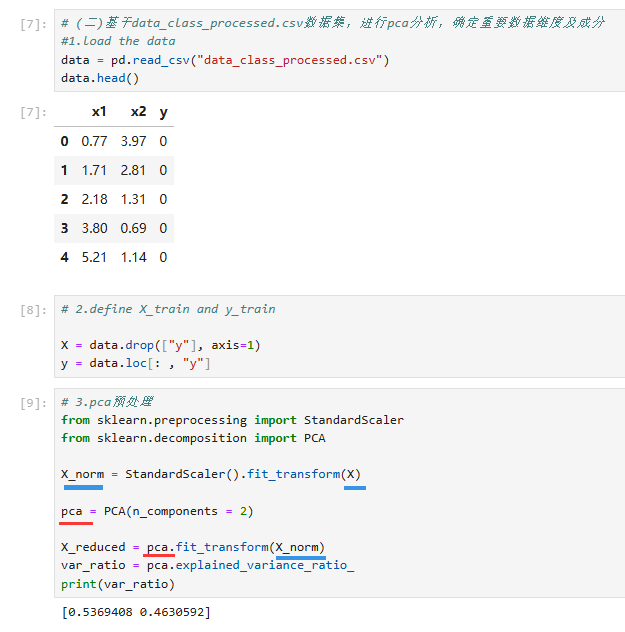 [7]: # (二)基于data_class_processed.csv数据集，进行pca分析，确定重要数据维度及成分
#1.load the data
data = pd.read_csv("data_class_processed.csv")
data.head()
[7]: x1 x2 y
0 0.77 3.97 0
1 1.71 2.81 0
2 2.18 1.31 0
3 3.80 0.69 0
4 5.21 1.14 0
[8]: # 2.define X_train and y_train
X = data.drop(["y"], axis=1)
y = data.loc[: , "y"]
[9]: # 3.pca预处理
from sklearn.preprocessing import StandardScaler
from sklearn.decomposition import PCA
X_norm = StandardScaler().fit_transform(X)
pca = PCA(n_components = 2)
X_reduced = pca.fit_transform(X_norm)
var_ratio = pca.explained_variance_ratio_
print(var_ratio)
[0.5369408 0.4630592]